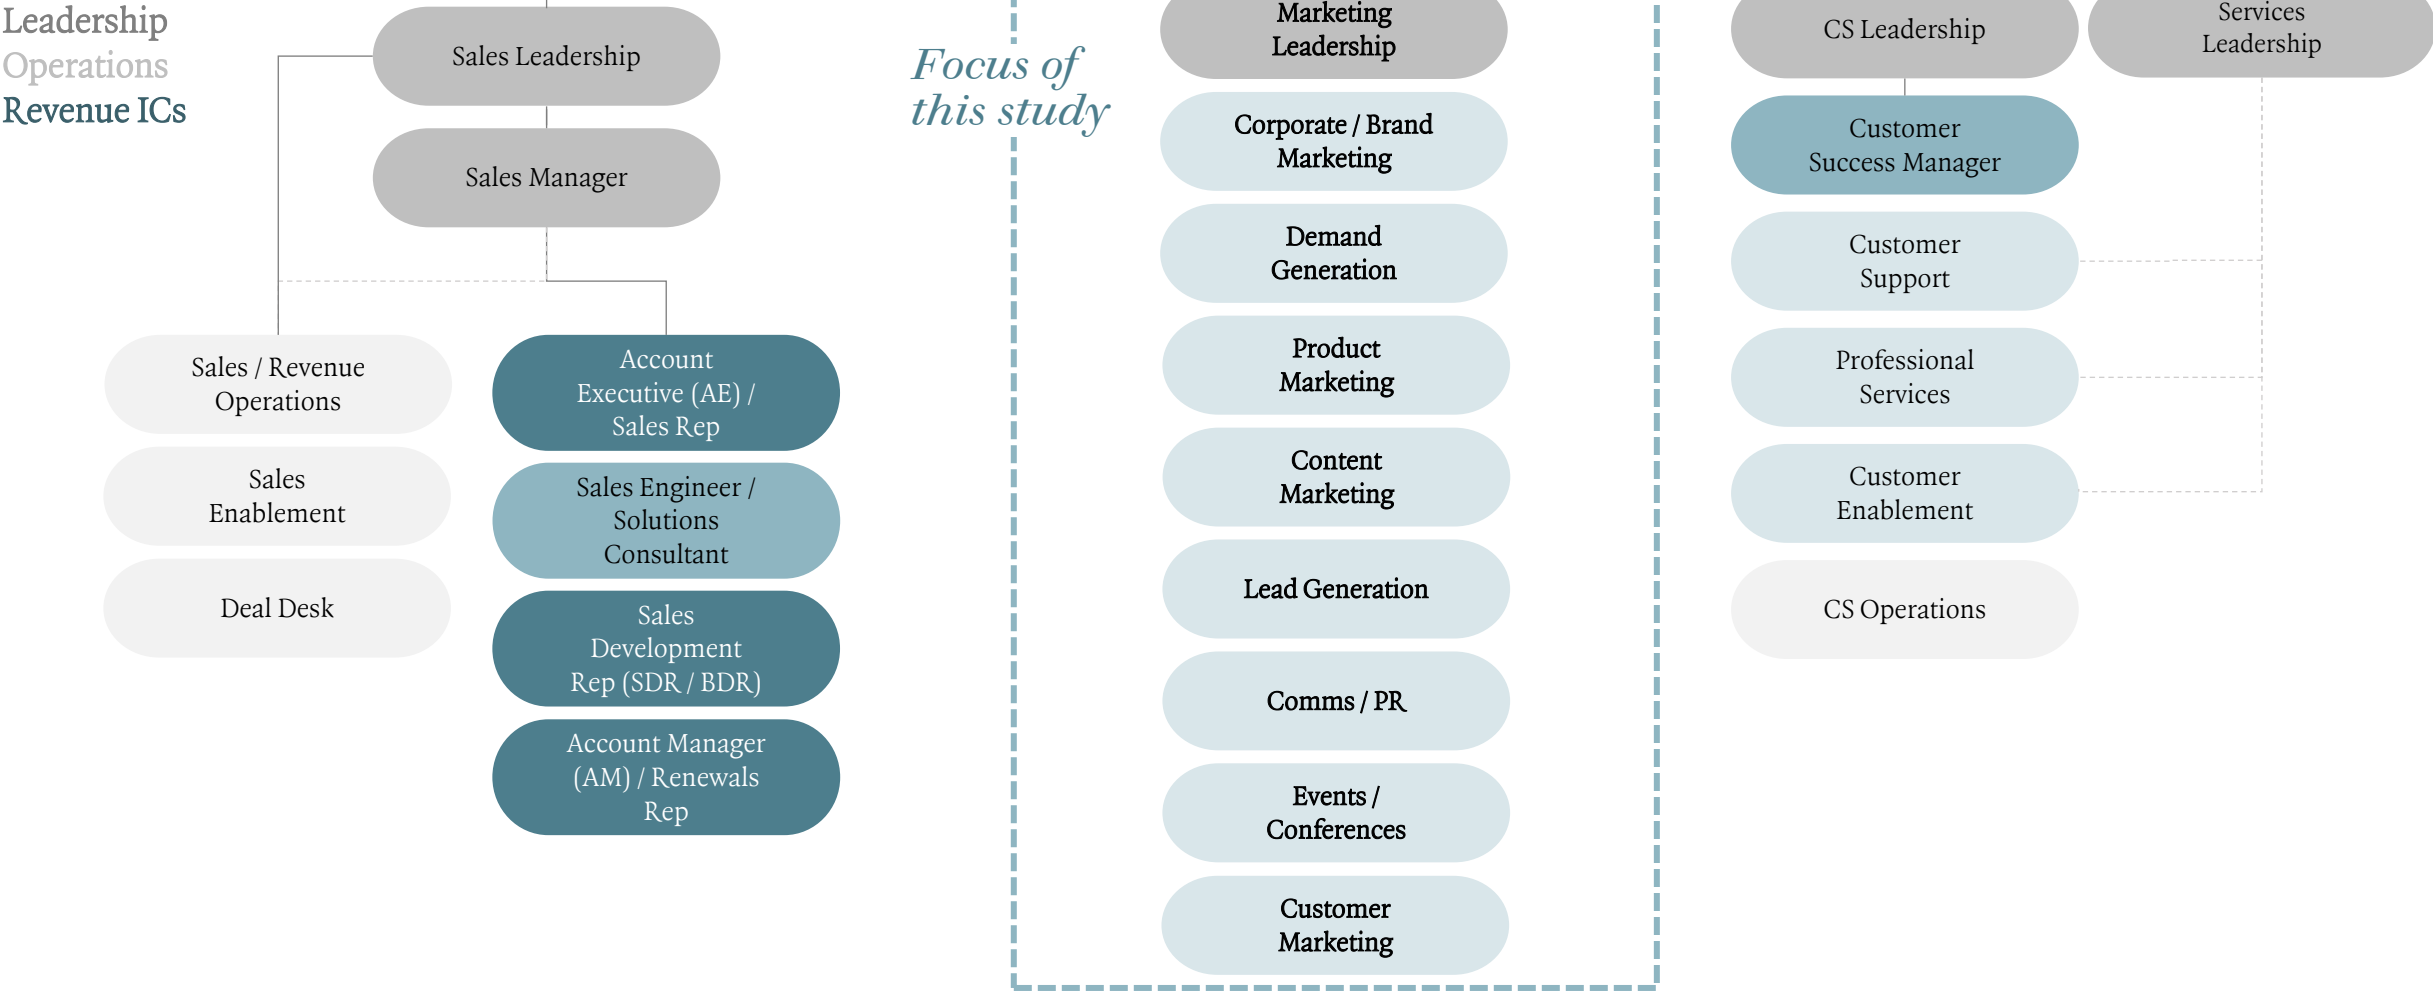 Leadership
Operations
Revenue ICs
Sales Leadership
Sales Manager
Sales / Revenue
Operations
Sales
Enablement
Deal Desk
Account
Executive (AE) /
Sales Rep
Sales Engineer /
Solutions
Consultant
Sales
Development
Rep (SDR / BDR)
Account Manager
(AM) / Renewals
Rep
Focus of
this study
Marketing
Leadership
Corporate / Brand
Marketing
Demand
Generation
Product
Marketing
Content
Marketing
Lead Generation
Comms / PR
Events /
Conferences
Customer
Marketing
CS Leadership
Customer
Success Manager
Customer
Support
Professional
Services
Customer
Enablement
CS Operations
Services
Leadership